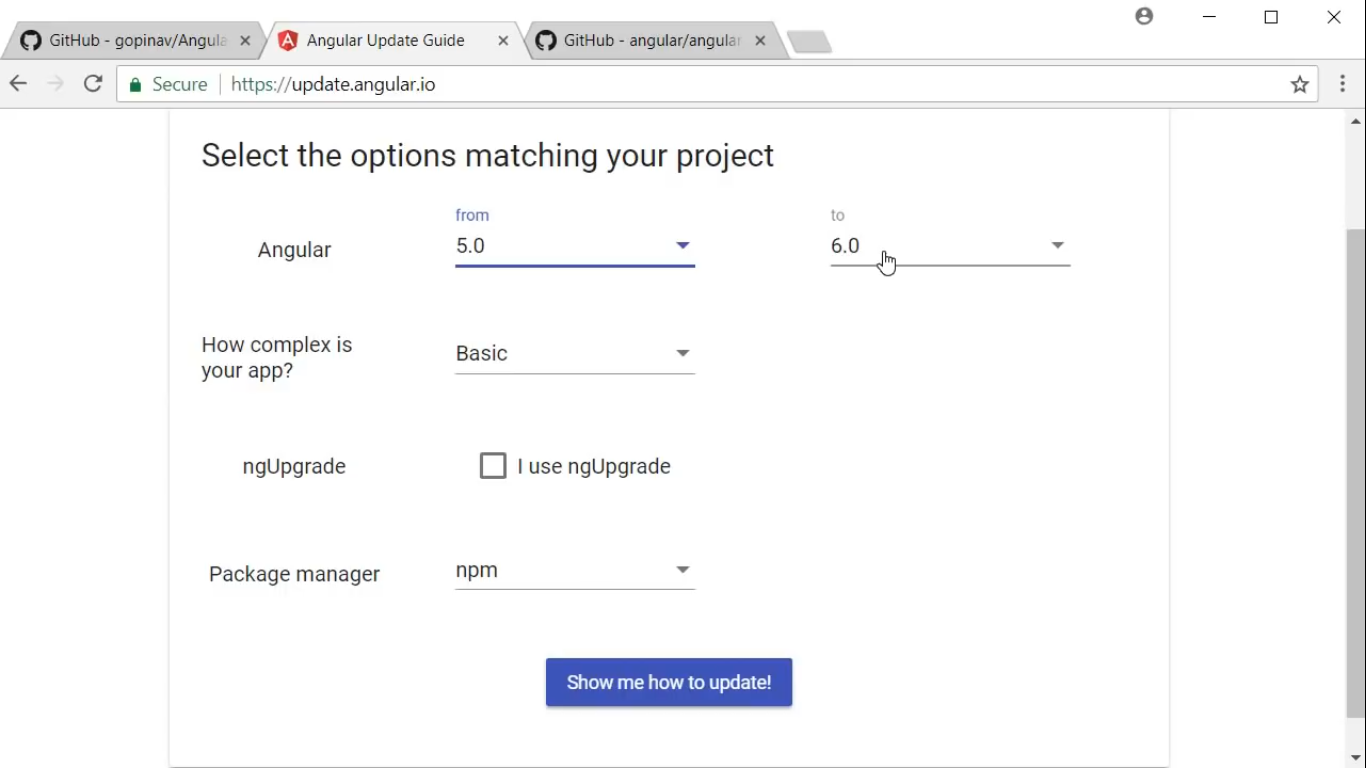 GitHub - gopinav/Angula
Angular Update Guide
GitHub - angular/angular
Secure
https://update.angular.io
Select the options matching your project
from
to
Angular
5.0
6.0
How complex is
your app?
Basic
ngUpgrade
I use ngUpgrade
Package manager
npm
Show me how to update!